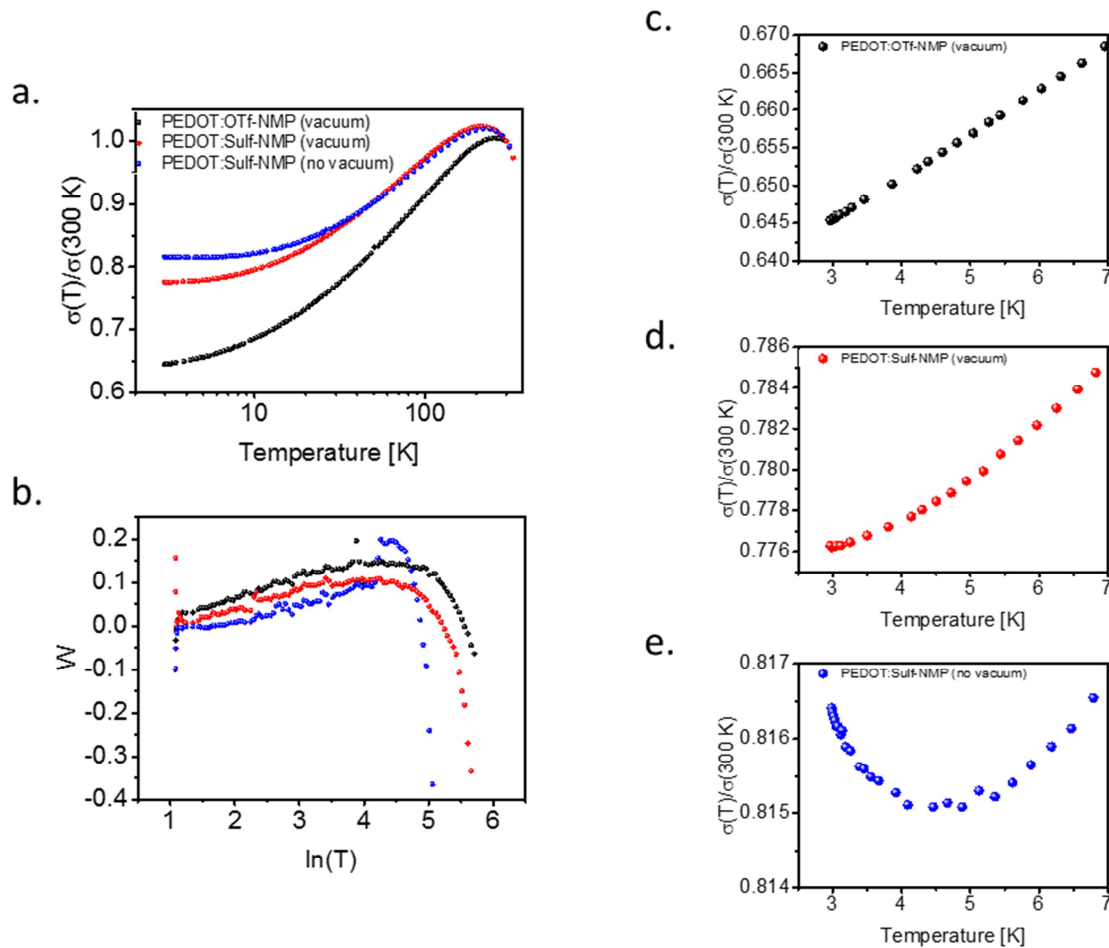 a.
PEDOT:OTf-NMP (vacuum)
PEDOT:Sulf-NMP (vacuum)
PEDOT:Sulf-NMP (no vacuum)
1.0
0.9
0.8
0.7
0.6
σ(T)/σ(300 K)
10
100
Temperature [K]
b.
0.2
0.1
0.0
-0.1
-0.2
-0.3
-0.4
W
1
2
3
4
5
6
ln(T)
c.
PEDOT:OTf-NMP (vacuum)
0.670
0.665
0.660
0.655
0.650
0.645
0.640
σ(T)/σ(300 K)
3
4
5
6
7
Temperature [K]
d.
PEDOT:Sulf-NMP (vacuum)
0.786
0.784
0.782
0.780
0.778
0.776
σ(T)/σ(300 K)
3
4
5
6
7
Temperature [K]
e.
PEDOT:Sulf-NMP (no vacuum)
0.817
0.816
0.815
0.814
σ(T)/σ(300 K)
3
4
5
6
7
Temperature [K]